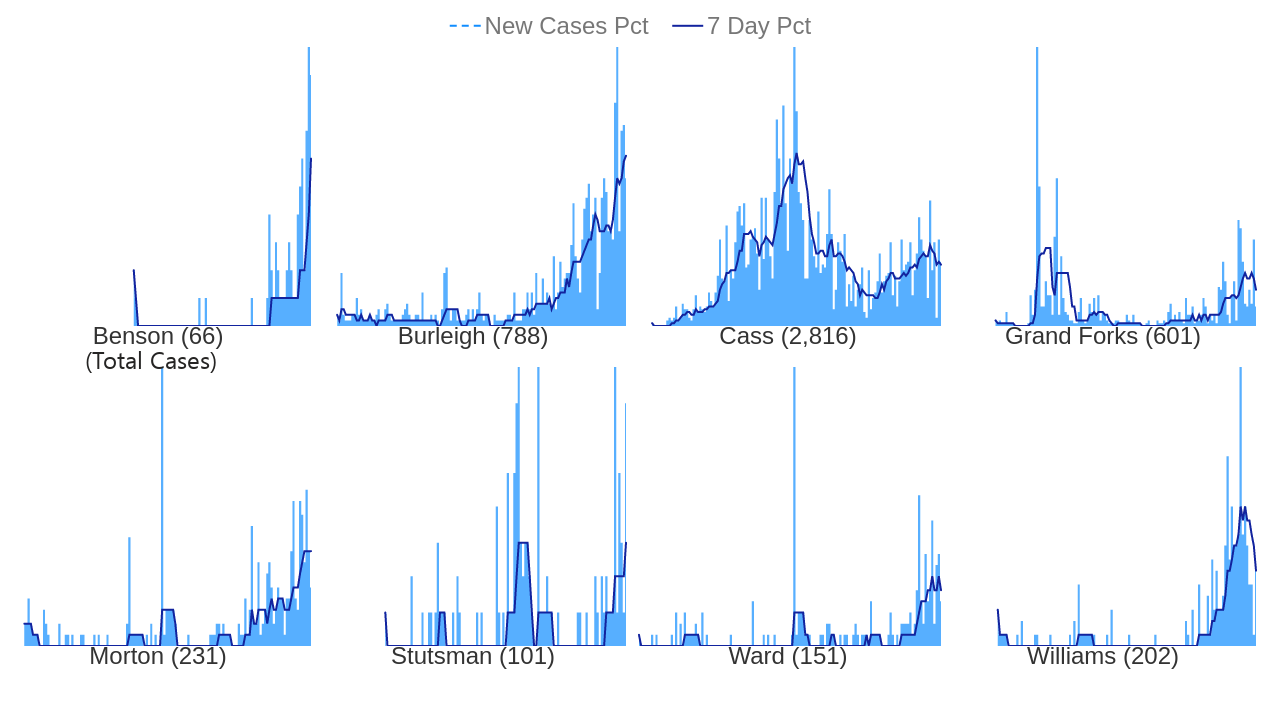 New Cases Pct 7 Day Pct
Benson (66) Burleigh (788) Cass (2,816) Grand Forks (601)
(Total Cases)
Morton (231) Stutsman (101) Ward (151) Williams (202)